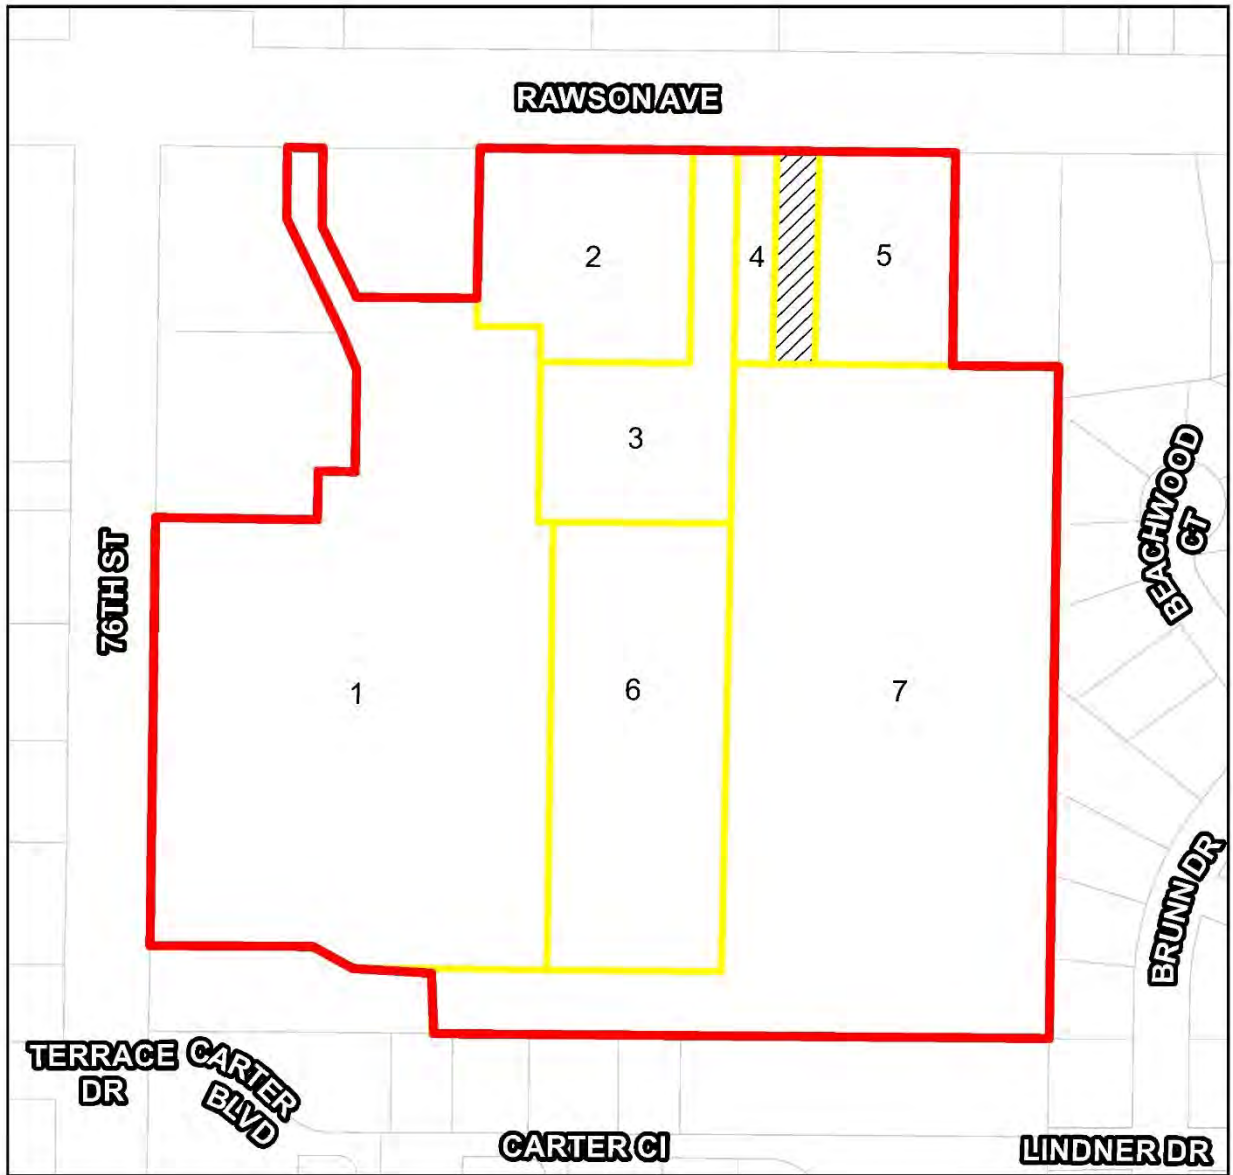 RAWSON AVE
2
4
5
3
BEACHWOOD
CT
76TH ST
1
6
7
BRUNN DR
TERRACE
DR
CARTER
BLVD
CARTER CI
LINDNER DR